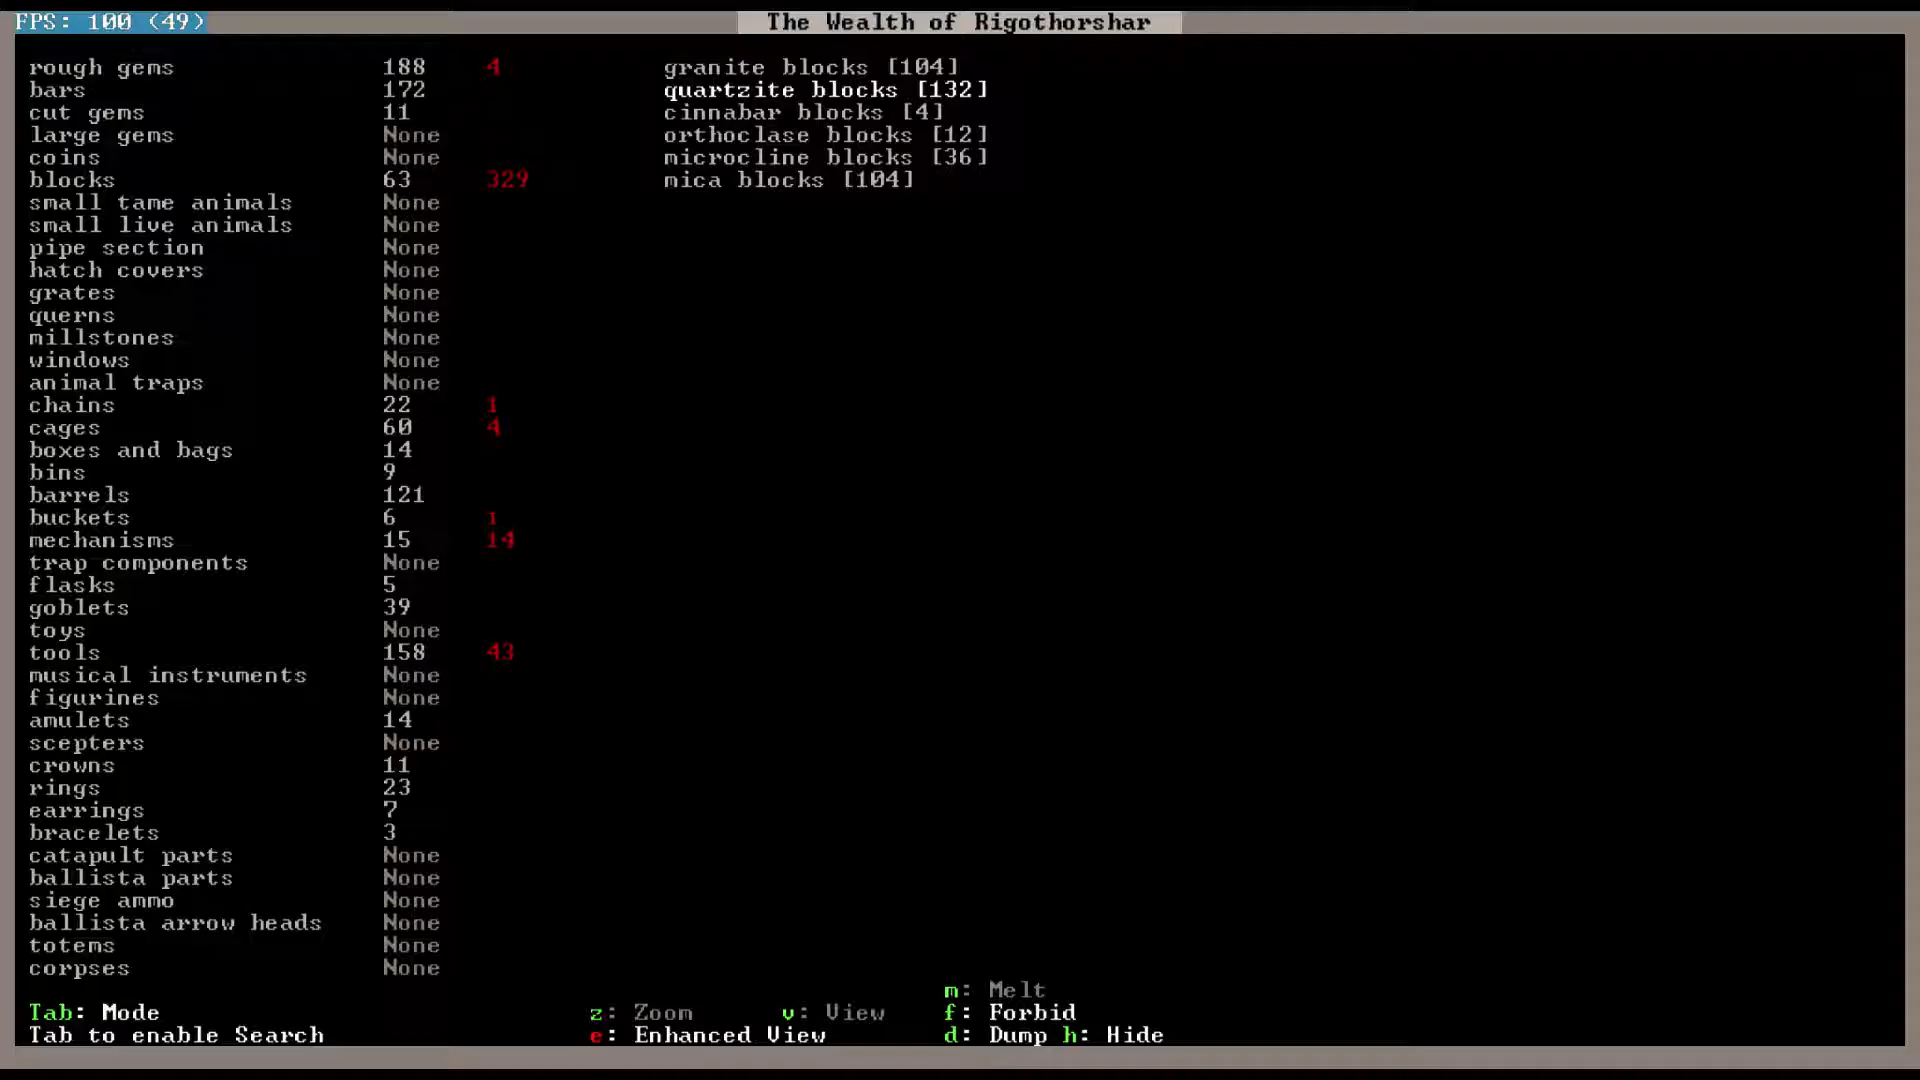 FPS: 100 (49) The Wealth of Rigothorshar
rough gems 188 4 granite blocks [104]
bars 172 quartzite blocks [132]
cut gems 11 cinnabar blocks [4]
large gems None orthoclase blocks [12]
coins None microcline blocks [36]
blocks 63 329 mica blocks [104]
small tame animals None
small live animals None
pipe section None
hatch covers None
grates None
querns None
millstones None
windows None
animal traps None
chains 22 1
cages 60 4
boxes and bags 14
bins 9
barrels 121
buckets 6 1
mechanisms 15 14
trap components None
flasks 5
goblets 39
toys None
tools 158 43
musical instruments None
figurines None
amulets 14
scepters None
crowns 11
rings 23
earrings 7
bracelets 3
catapult parts None
ballista parts None
siege ammo None
ballista arrow heads None
totems None
corpses None
m: Melt
Tab: Mode z: Zoom v: View f: Forbid
Tab to enable Search e: Enhanced View d: Dump h: Hide